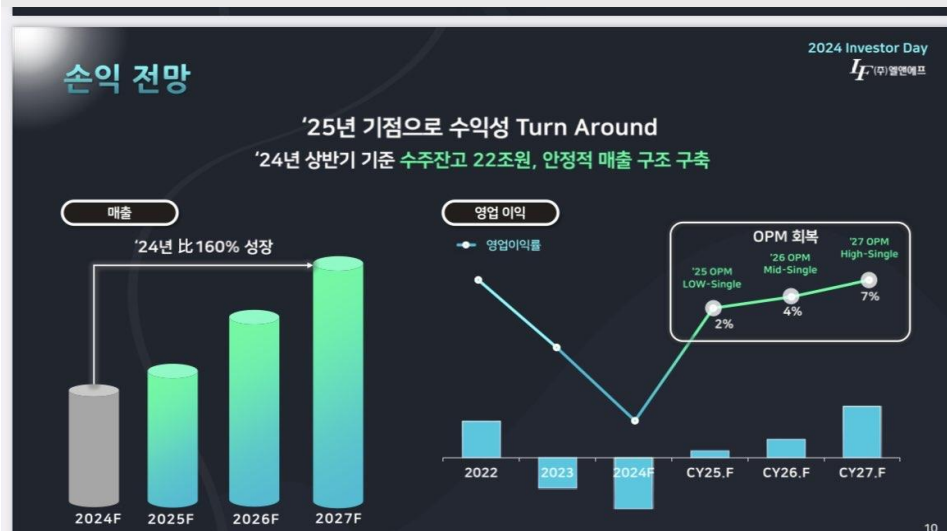 2024 Investor Day
LF (주)엘앤에프
손익 전망
‘25년 기점으로 수익성 Turn Around
‘24년 상반기 기준 수주잔고 22조원, 안정적 매출 구조 구축
매출
‘24년 比 160% 성장
2024F
2025F
2026F
2027F
영업 이익
영업이익률
OPM 회복
'25 OPM
LOW-Single
2%
'26 OPM
Mid-Single
4%
'27 OPM
High-Single
7%
2022
2023
2024F
CY25.F
CY26.F
CY27.F
10